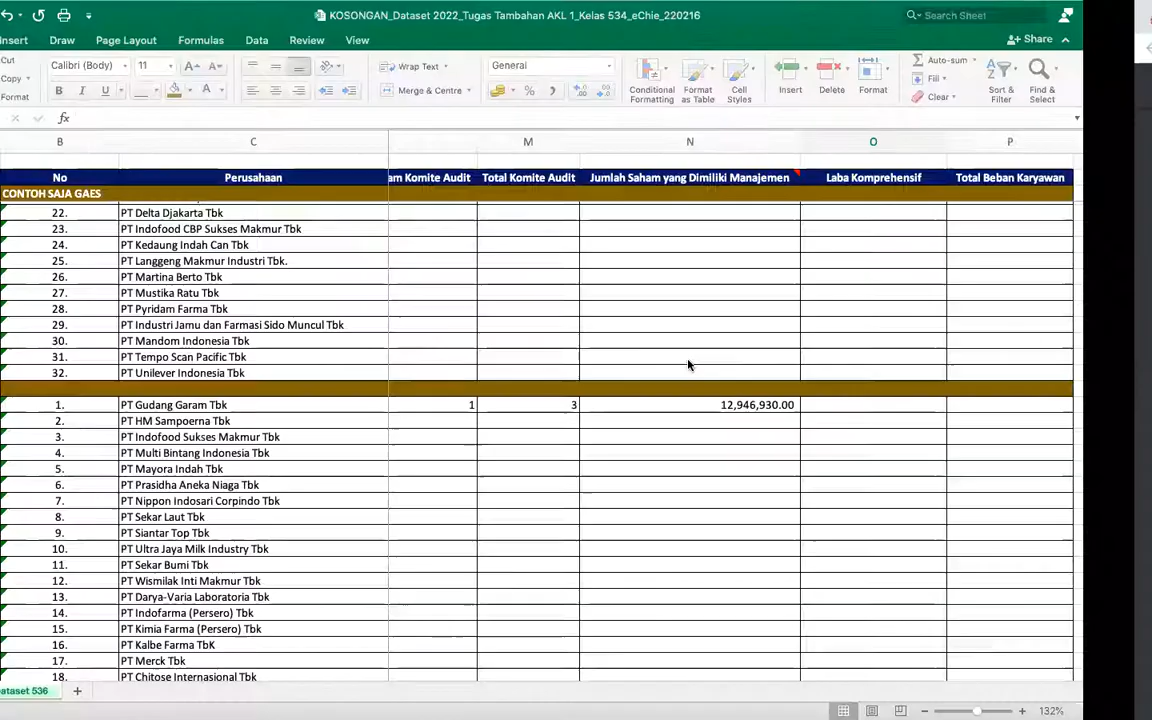 KOSONGAN_Dataset 2022_Tugas Tambahan AKL 1_Kelas 534_eChie_220216
Search Sheet
Insert Draw Page Layout Formulas Data Review View
Share
Cut
Copy
Format
Calibri (Body) 11
Wrap Text
General
B I U
Merge & Centre
Conditional Formatting
Format as Table
Cell Styles
Insert
Delete
Format
Auto-sum
Fill
Clear
Sort & Filter
Find & Select
fx
B C M N O P
No Perusahaan am Komite Audit Total Komite Audit Jumlah Saham yang Dimiliki Manajemen Laba Komprehensif Total Beban Karyawan
CONTOH SAJA GAES
22. PT Delta Djakarta Tbk
23. PT Indofood CBP Sukses Makmur Tbk
24. PT Kedaung Indah Can Tbk
25. PT Langgeng Makmur Industri Tbk.
26. PT Martina Berto Tbk
27. PT Mustika Ratu Tbk
28. PT Pyridam Farma Tbk
29. PT Industri Jamu dan Farmasi Sido Muncul Tbk
30. PT Mandom Indonesia Tbk
31. PT Tempo Scan Pacific Tbk
32. PT Unilever Indonesia Tbk
1. PT Gudang Garam Tbk 1 3 12,946,930.00
2. PT HM Sampoerna Tbk
3. PT Indofood Sukses Makmur Tbk
4. PT Multi Bintang Indonesia Tbk
5. PT Mayora Indah Tbk
6. PT Prasidha Aneka Niaga Tbk
7. PT Nippon Indosari Corpindo Tbk
8. PT Sekar Laut Tbk
9. PT Siantar Top Tbk
10. PT Ultra Jaya Milk Industry Tbk
11. PT Sekar Bumi Tbk
12. PT Wismilak Inti Makmur Tbk
13. PT Darya-Varia Laboratoria Tbk
14. PT Indofarma (Persero) Tbk
15. PT Kimia Farma (Persero) Tbk
16. PT Kalbe Farma TbK
17. PT Merck Tbk
18. PT Chitose Internasional Tbk
ataset 536
132%